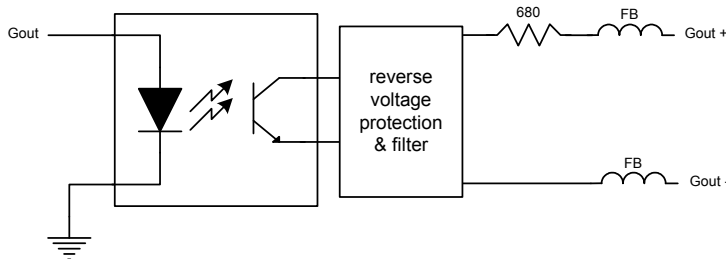 680
FB
Gout
Gout +
reverse
voltage
protection
& filter
FB
Gout -